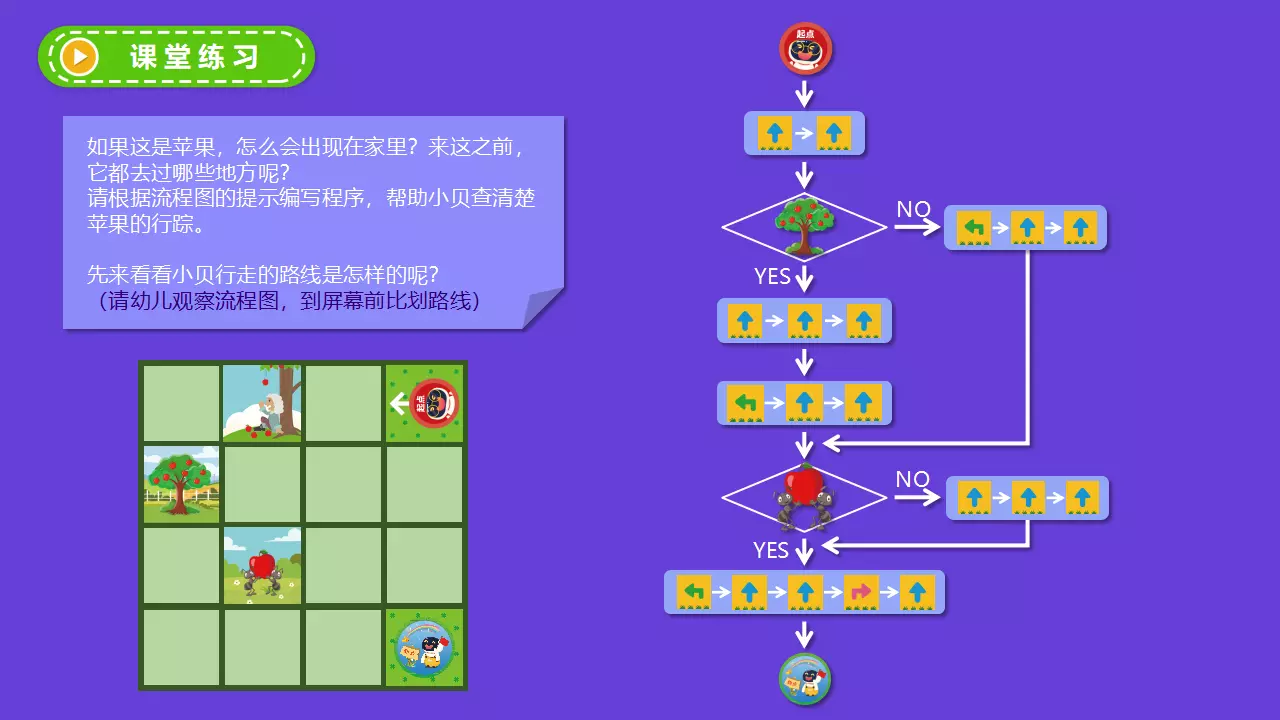 课堂练习
如果这是苹果，怎么会出现在家里？来这之前，
它都去过哪些地方呢？
请根据流程图的提示编写程序，帮助小贝查清楚
苹果的行踪。
先来看看小贝行走的路线是怎样的呢？
（请幼儿观察流程图，到屏幕前比划路线）
起点
NO
YES
NO
YES
起点